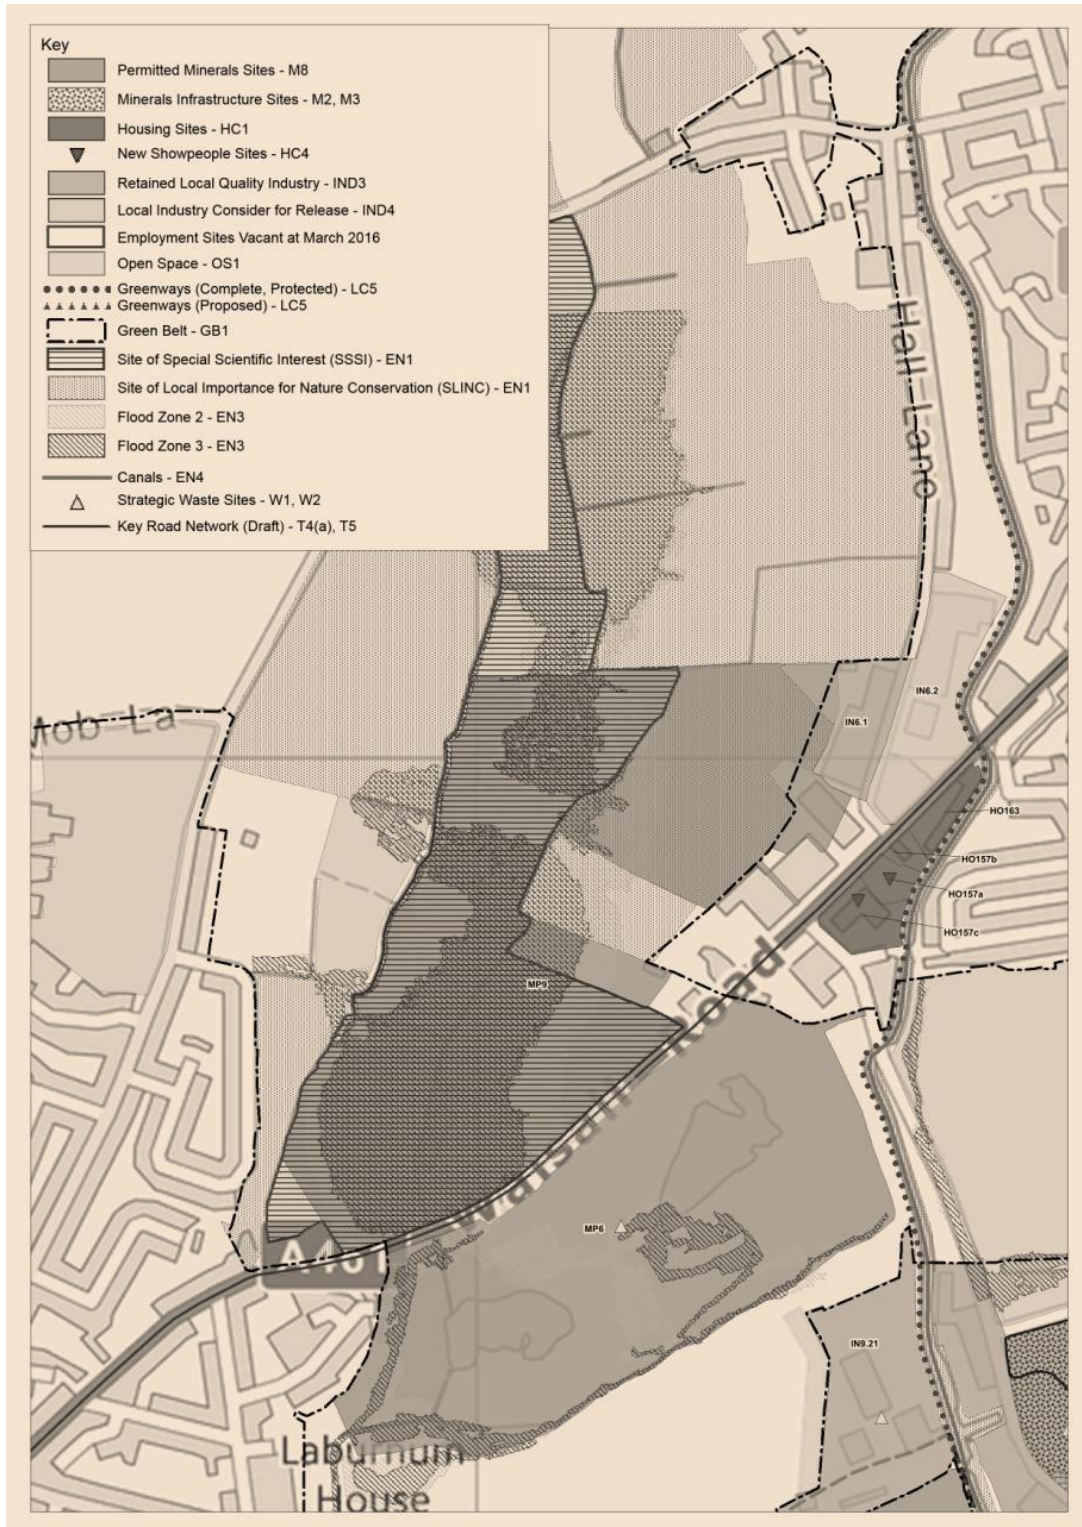 Key
Permitted Minerals Sites - M8
Minerals Infrastructure Sites - M2, M3
Housing Sites - HC1
New Showpeople Sites - HC4
Retained Local Quality Industry - IND3
Local Industry Consider for Release - IND4
Employment Sites Vacant at March 2016
Open Space - OS1
Greenways (Complete, Protected) - LC5
Greenways (Proposed) - LC5
Green Belt - GB1
Site of Special Scientific Interest (SSSI) - EN1
Site of Local Importance for Nature Conservation (SLINC) - EN1
Flood Zone 2 - EN3
Flood Zone 3 - EN3
Canals - EN4
Strategic Waste Sites - W1, W2
Key Road Network (Draft) - T4(a), T5
Hall Lane
IN6.2
Mob La
IN6.1
HO163
HO157b
HO157a
HO157c
MP9
Walsall Road
MP6
A461
IN9.21
Laburnum
House